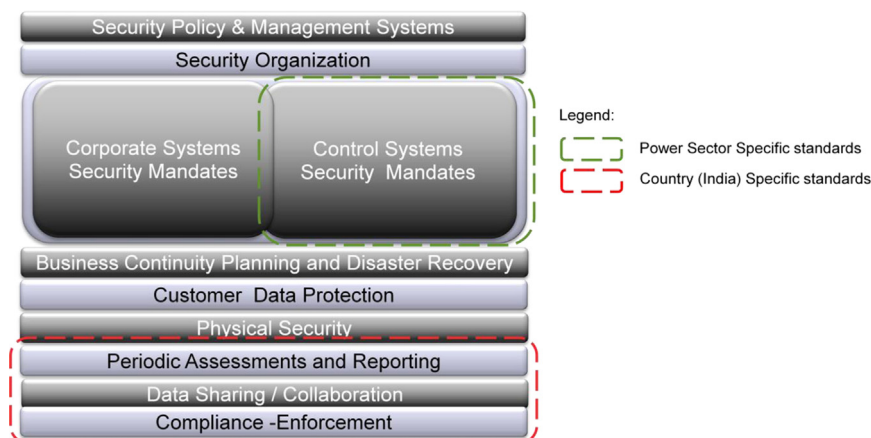 Security Policy & Management Systems
Security Organization
Corporate Systems
Security Mandates
Control Systems
Security Mandates
Legend:
Power Sector Specific standards
Country (India) Specific standards
Business Continuity Planning and Disaster Recovery
Customer Data Protection
Physical Security
Periodic Assessments and Reporting
Data Sharing / Collaboration
Compliance -Enforcement